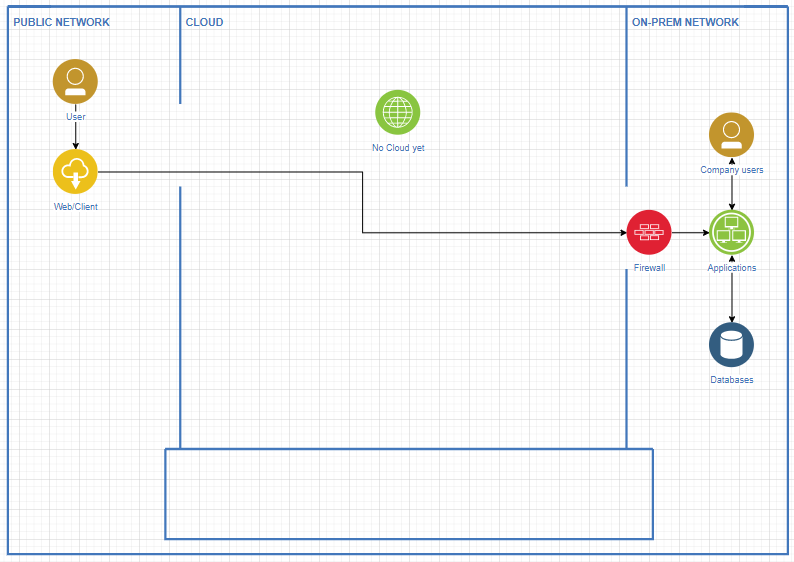 PUBLIC NETWORK
CLOUD
ON-PREM NETWORK
User
No Cloud yet
Company users
Web/Client
Firewall
Applications
Databases